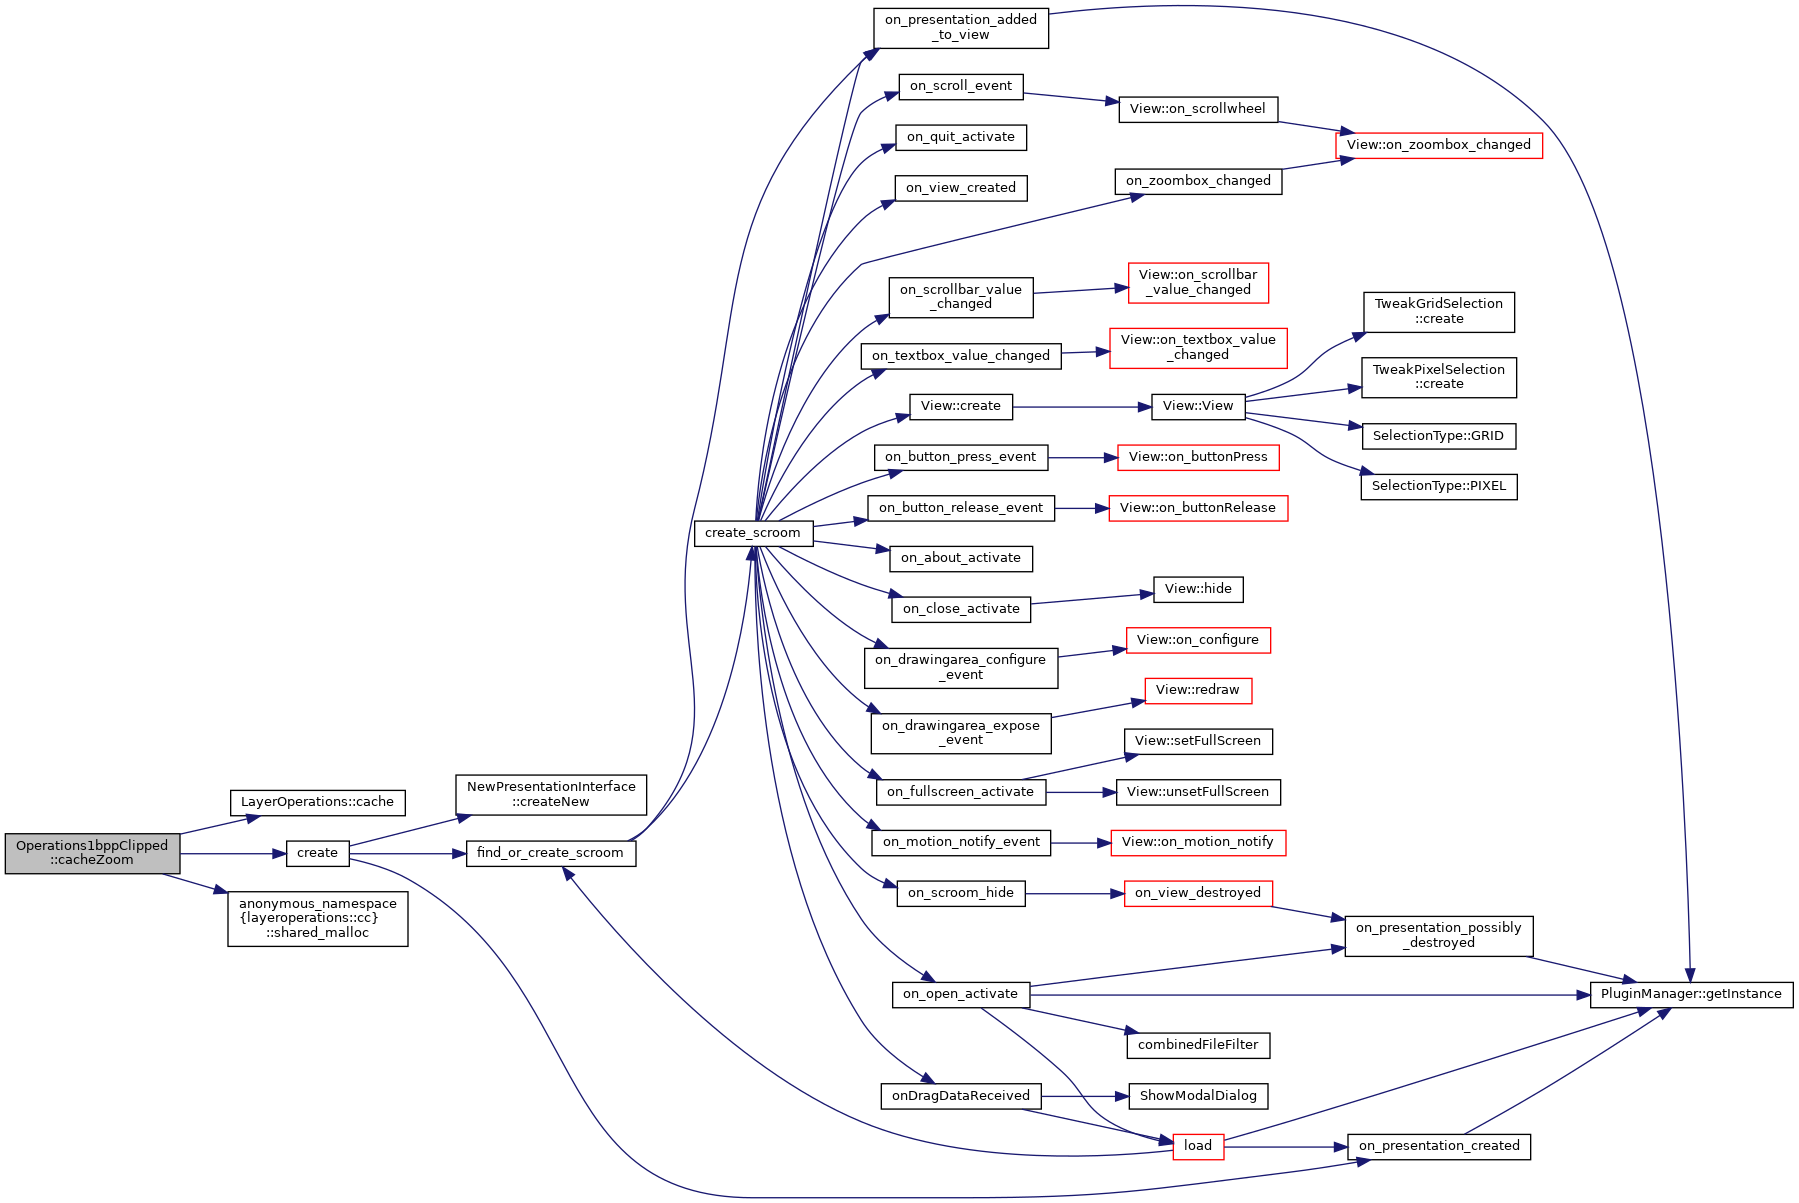 Operations1bppClipped
::cacheZoom
LayerOperations::cache
create
anonymous_namespace
{layeroperations::cc}
::shared_malloc
NewPresentationInterface
::createNew
find_or_create_scroom
create_scroom
on_presentation_added
_to_view
on_scroll_event
on_quit_activate
on_view_created
on_scrollbar_value
_changed
on_textbox_value_changed
View::create
on_button_press_event
on_button_release_event
on_about_activate
on_close_activate
on_drawingarea_configure
_event
on_drawingarea_expose
_event
on_fullscreen_activate
on_motion_notify_event
on_scroom_hide
on_open_activate
onDragDataReceived
View::on_scrollwheel
on_zoombox_changed
View::on_scrollbar
_value_changed
View::on_textbox_value
_changed
View::View
View::on_buttonPress
View::on_buttonRelease
View::hide
View::on_configure
View::redraw
View::setFullScreen
View::unsetFullScreen
View::on_motion_notify
on_view_destroyed
combinedFileFilter
ShowModalDialog
load
View::on_zoombox_changed
TweakGridSelection
::create
TweakPixelSelection
::create
SelectionType::GRID
SelectionType::PIXEL
on_presentation_possibly
_destroyed
on_presentation_created
PluginManager::getInstance